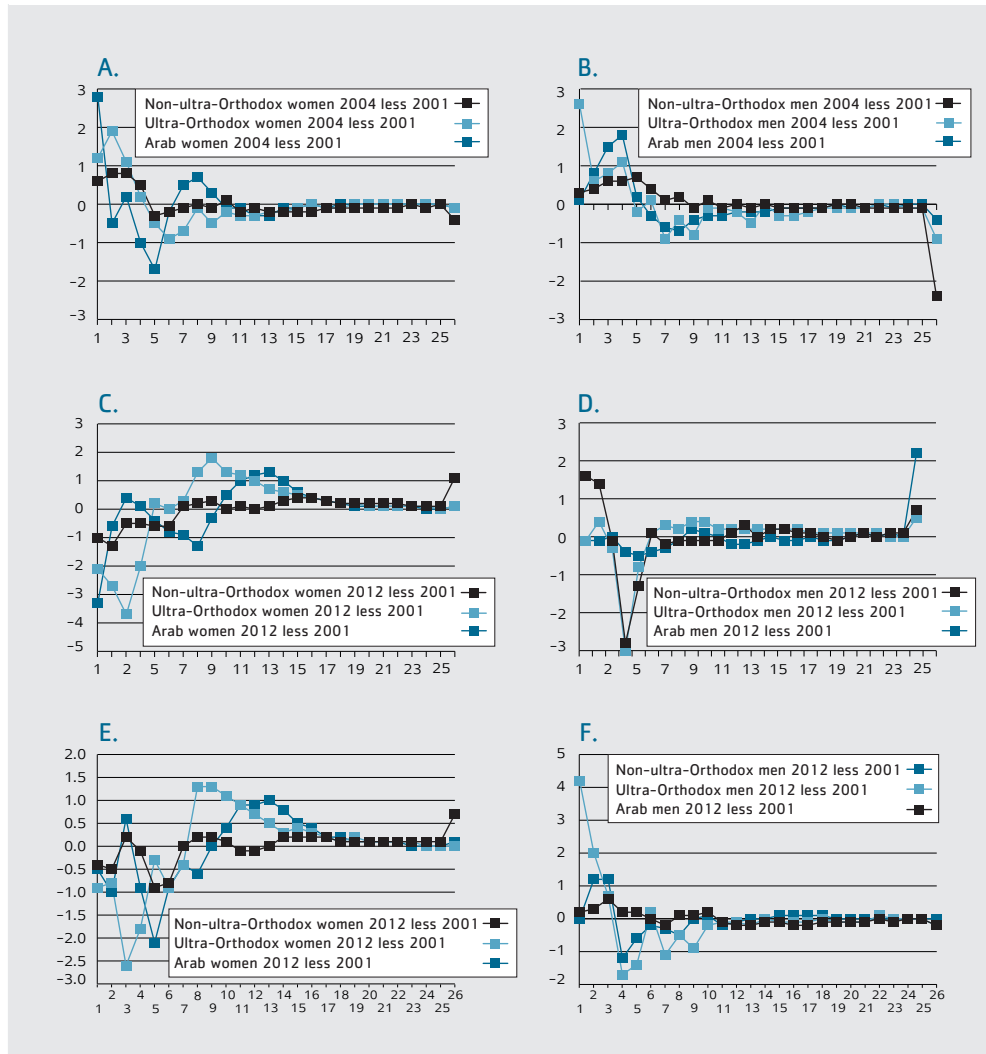 A.
3
2
1
0
−1
−2
−3
Non-ultra-Orthodox women 2004 less 2001
Ultra-Orthodox women 2004 less 2001
Arab women 2004 less 2001
1 3 5 7 9 11 13 15 17 19 21 23 25
B.
3
2
1
0
−1
−2
−3
Non-ultra-Orthodox men 2004 less 2001
Ultra-Orthodox men 2004 less 2001
Arab men 2004 less 2001
1 3 5 7 9 11 13 15 17 19 21 23 25
C.
3
2
1
0
−1
−2
−3
−4
−5
Non-ultra-Orthodox women 2012 less 2001
Ultra-Orthodox women 2012 less 2001
Arab women 2012 less 2001
2 4 6 8 10 12 14 16 18 20 22 24 26
1 3 5 7 9 11 13 15 17 19 21 23 25
D.
3
2
1
0
−1
−2
−3
Non-ultra-Orthodox men 2012 less 2001
Ultra-Orthodox men 2012 less 2001
Arab men 2012 less 2001
1 3 5 7 9 11 13 15 17 19 21 23 25
E.
2.0
1.5
1.0
0.5
0.0
−0.5
−1.0
−1.5
−2.0
−2.5
−3.0
Non-ultra-Orthodox women 2012 less 2001
Ultra-Orthodox women 2012 less 2001
Arab women 2012 less 2001
2 4 6 8 10 12 14 16 18 20 22 24 26
1 3 5 7 9 11 13 15 17 19 21 23 25
F.
5
4
3
2
1
0
−1
−2
Non-ultra-Orthodox men 2012 less 2001
Ultra-Orthodox men 2012 less 2001
Arab men 2012 less 2001
2 4 6 8 10 12 14 16 18 20 22 24 26
1 3 5 7 9 11 13 15 17 19 21 23 25